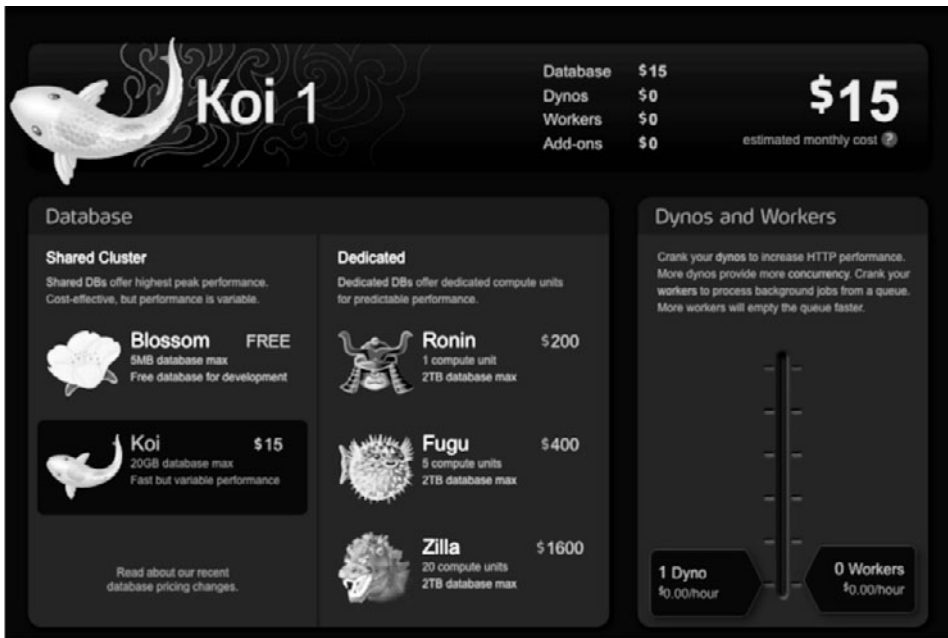 Koi 1
Database $15
Dynos $0
Workers $0
Add-ons $0
$15
estimated monthly cost ?
Database
Shared Cluster
Shared DBs offer highest peak performance.
Cost-effective, but performance is variable.
Blossom FREE
5MB database max
Free database for development
Koi $15
20GB database max
Fast but variable performance
Read about our recent
database pricing changes.
Dedicated
Dedicated DBs offer dedicated compute units
for predictable performance.
Ronin $200
1 compute unit
2TB database max
Fugu $400
5 compute units
2TB database max
Zilla $1600
20 compute units
2TB database max
Dynos and Workers
Crank your dynos to increase HTTP performance.
More dynos provide more concurrency. Crank your
workers to process background jobs from a queue.
More workers will empty the queue faster.
1 Dyno
$0.00/hour
0 Workers
$0.00/hour